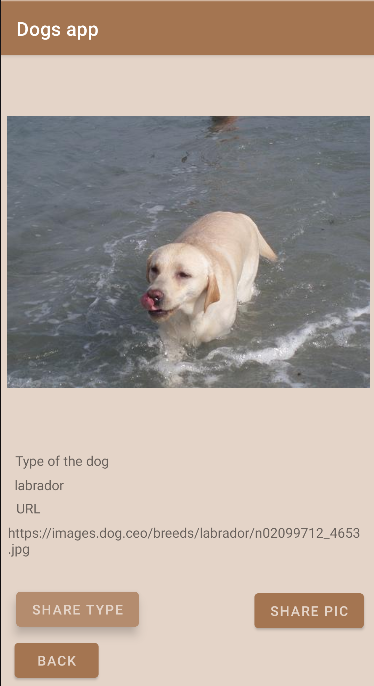 Dogs app
Type of the dog
labrador
URL
https://images.dog.ceo/breeds/labrador/n02099712_4653
.jpg
SHARE TYPE
SHARE PIC
BACK